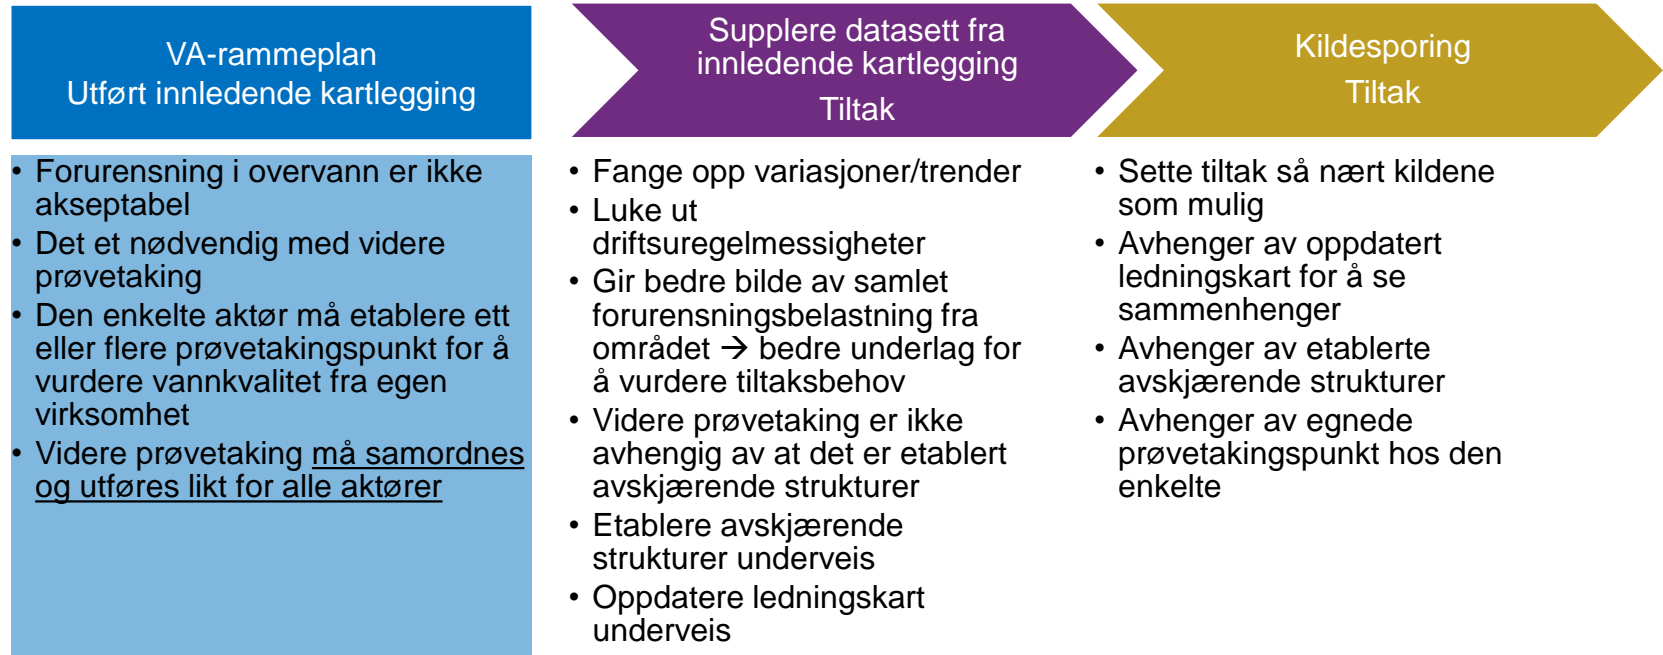 VA-rammeplan
Utført innledende kartlegging
• Forurensning i overvann er ikke
akseptabel
• Det et nødvendig med videre
prøvetaking
• Den enkelte aktør må etablere ett
eller flere prøvetakingspunkt for å
vurdere vannkvalitet fra egen
virksomhet
• Videre prøvetaking må samordnes
og utføres likt for alle aktører
Supplere datasett fra
innledende kartlegging
Tiltak
• Fange opp variasjoner/trender
• Luke ut
driftsuregelmessigheter
• Gir bedre bilde av samlet
forurensningsbelastning fra
området → bedre underlag for
å vurdere tiltaksbehov
• Videre prøvetaking er ikke
avhengig av at det er etablert
avskjærende strukturer
• Etablere avskjærende
strukturer underveis
• Oppdatere ledningskart
underveis
Kildesporing
Tiltak
• Sette tiltak så nært kildene
som mulig
• Avhenger av oppdatert
ledningskart for å se
sammenhenger
• Avhenger av etablerte
avskjærende strukturer
• Avhenger av egnede
prøvetakingspunkt hos den
enkelte